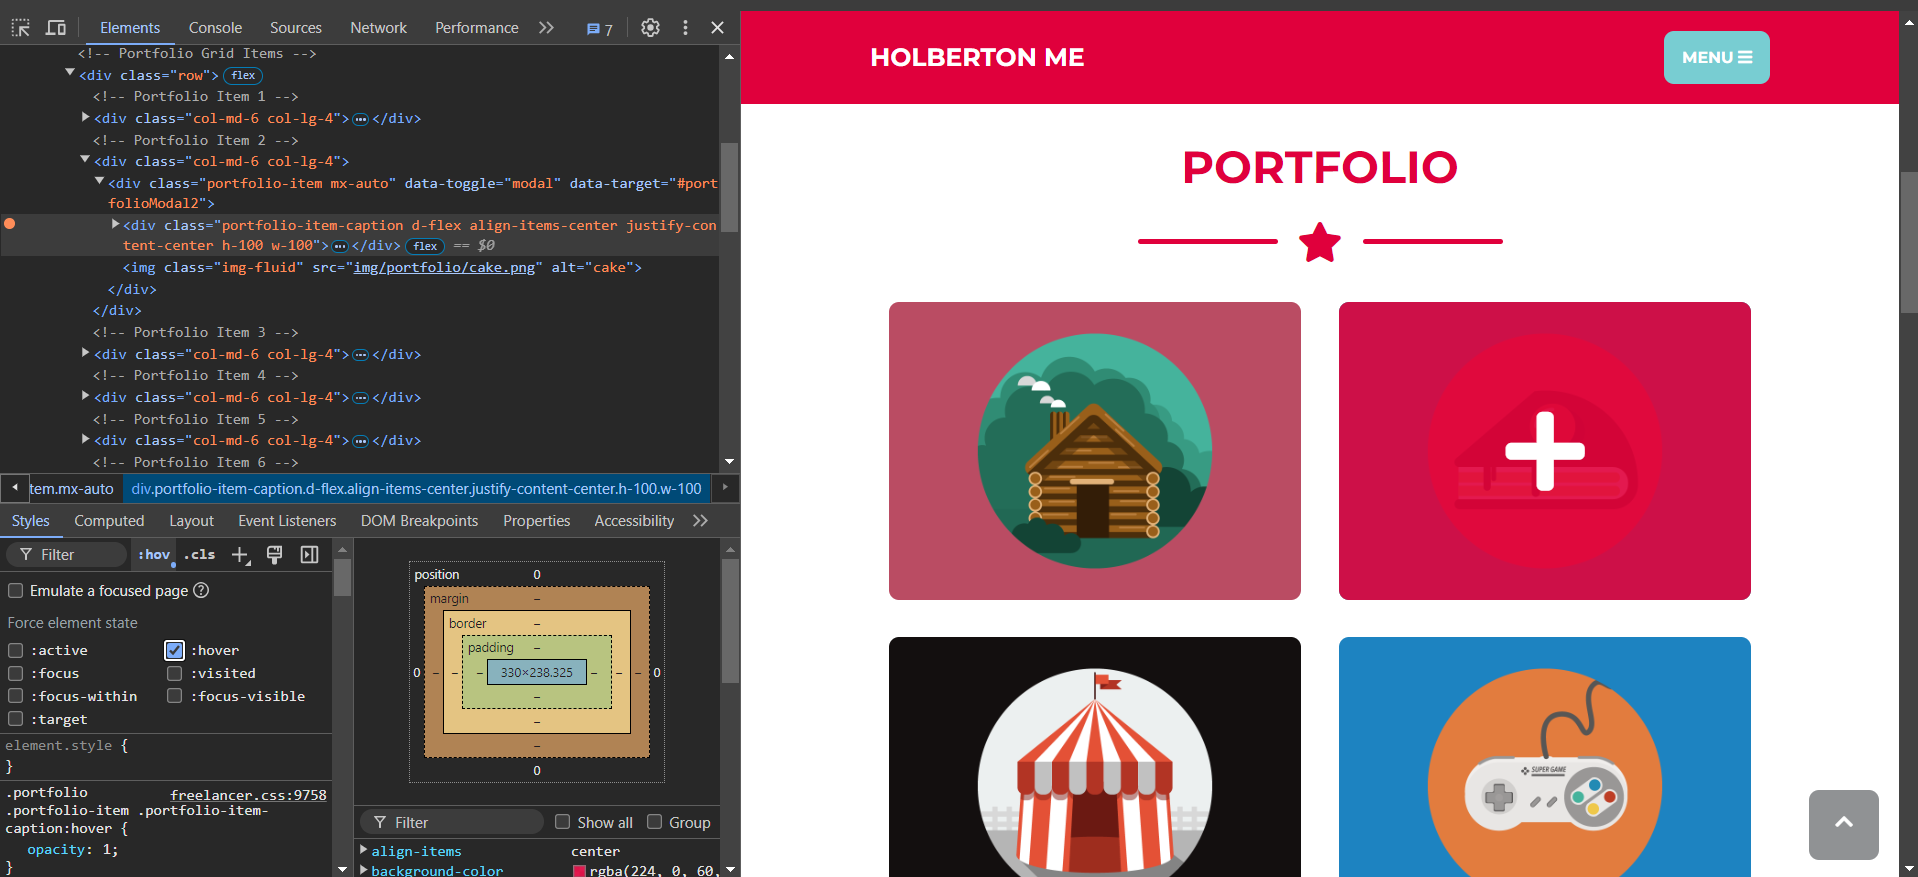 Elements Console Sources Network Performance 7
<!-- Portfolio Grid Items -->
<div class="row"> flex
<!-- Portfolio Item 1 -->
<div class="col-md-6 col-lg-4"> … </div>
<!-- Portfolio Item 2 -->
<div class="col-md-6 col-lg-4">
<div class="portfolio-item mx-auto" data-toggle="modal" data-target="#port
folioModal2">
<div class="portfolio-item-caption d-flex align-items-center justify-con
tent-center h-100 w-100"> … </div> flex == $0
<img class="img-fluid" src="img/portfolio/cake.png" alt="cake">
</div>
</div>
<!-- Portfolio Item 3 -->
<div class="col-md-6 col-lg-4"> … </div>
<!-- Portfolio Item 4 -->
<div class="col-md-6 col-lg-4"> … </div>
<!-- Portfolio Item 5 -->
<div class="col-md-6 col-lg-4"> … </div>
<!-- Portfolio Item 6 -->
tem.mx-auto div.portfolio-item-caption.d-flex.align-items-center.justify-content-center.h-100.w-100
Styles Computed Layout Event Listeners DOM Breakpoints Properties Accessibility
Filter :hov .cls
Emulate a focused page
Force element state
:active :hover
:focus :visited
:focus-within :focus-visible
:target
element.style {
}
.portfolio freelancer.css:9758
.portfolio-item .portfolio-item-
caption:hover {
opacity: 1;
}
position 0
margin –
border –
padding –
0 – – – 330×238.325 – – – 0
–
–
–
0
Filter Show all Group
align-items center
background-color rgba(224, 0, 60,
HOLBERTON ME
MENU
PORTFOLIO
SUPER GAME